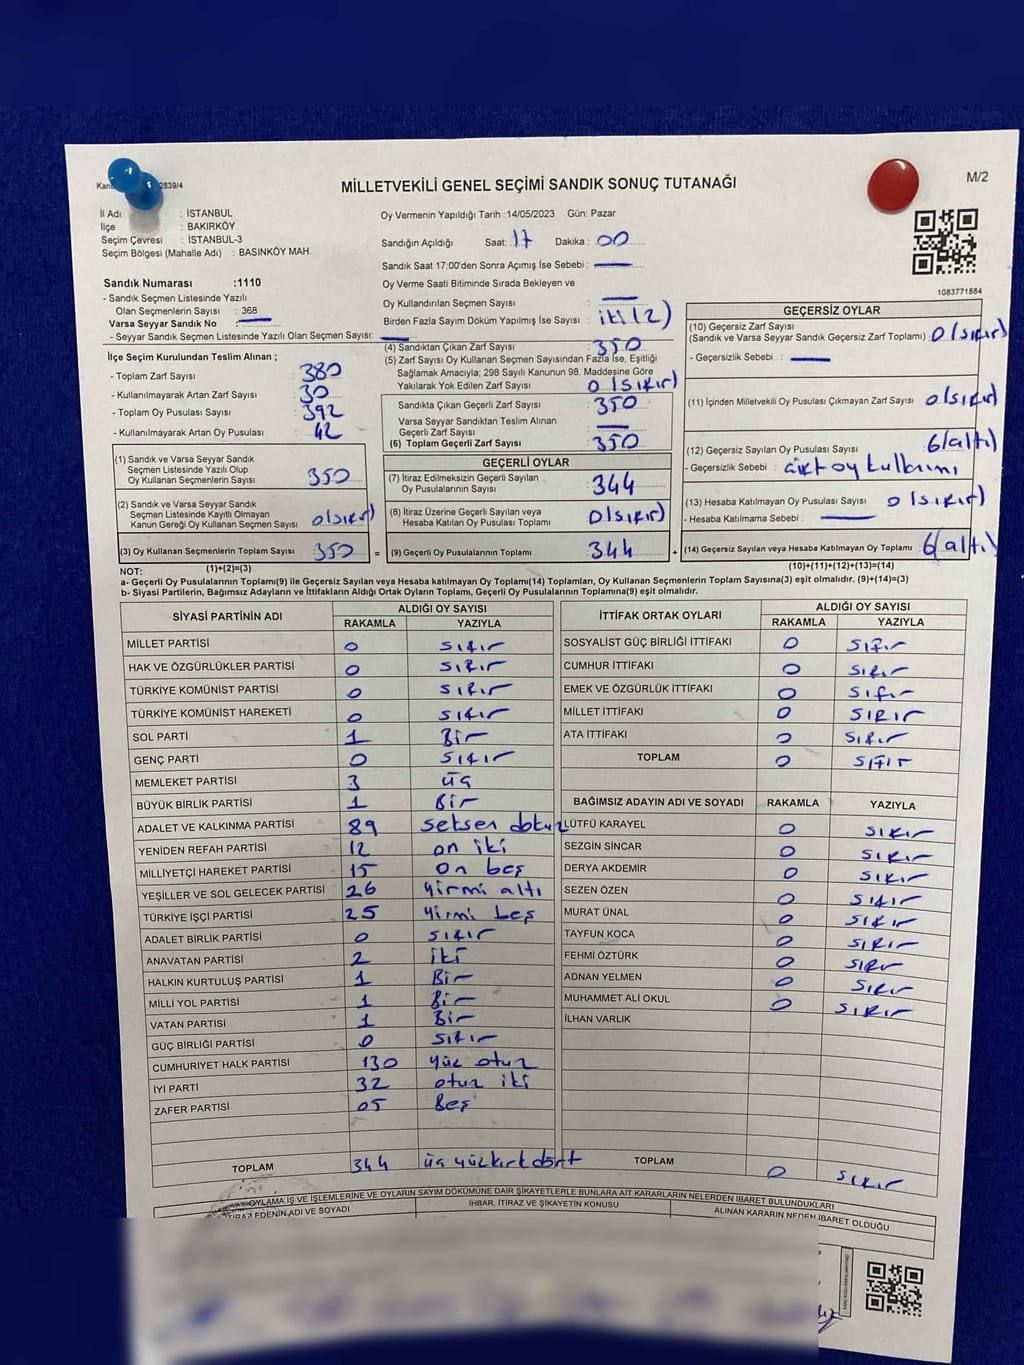 MİLLETVEKİLİ GENEL SEÇİMİ SANDIK SONUÇ TUTANAĞI
M/2
2839/4
İl Adı : İSTANBUL
İlçe : BAKIRKÖY
Seçim Çevresi : İSTANBUL-3
Seçim Bölgesi (Mahalle Adı) : BASINKÖY MAH.
Sandık Numarası :1110
- Sandık Seçmen Listesinde Yazılı
Olan Seçmenlerin Sayısı : 368
Varsa Seyyar Sandık No :
- Seyyar Sandık Seçmen Listesinde Yazılı Olan Seçmen Sayısı:
Oy Vermenin Yapıldığı Tarih :14/05/2023 Gün: Pazar
Sandığın Açıldığı Saat: 17 Dakika : 00
Sandık Saat 17:00'den Sonra Açımış İse Sebebi :
Oy Verme Saati Bitiminde Sırada Bekleyen ve
Oy Kullandırılan Seçmen Sayısı :
Birden Fazla Sayım Döküm Yapılmış İse Sayısı : iki(2)
1083771884
İlçe Seçim Kurulundan Teslim Alınan ;
- Toplam Zarf Sayısı : 380
- Kullanılmayarak Artan Zarf Sayısı : 30
- Toplam Oy Pusulası Sayısı : 392
- Kullanılmayarak Artan Oy Pusulası : 42
(1) Sandık ve Varsa Seyyar Sandık
Seçmen Listesinde Yazılı Olup
Oy Kullanan Seçmenlerin Sayısı : 350
(2) Sandık ve Varsa Seyyar Sandık
Seçmen Listesinde Kayıtlı Olmayan
Kanun Gereği Oy Kullanan Seçmen Sayısı : 0(sıfır)
(3) Oy Kullanan Seçmenlerin Toplam Sayısı : 350
(1)+(2)=(3)
(4) Sandıktan Çıkan Zarf Sayısı : 350
(5) Zarf Sayısı Oy Kullanan Seçmen Sayısından Fazla İse, Eşitliği
Sağlamak Amacıyla; 298 Sayılı Kanunun 98. Maddesine Göre
Yakılarak Yok Edilen Zarf Sayısı : 0(sıfır)
Sandıkta Çıkan Geçerli Zarf Sayısı : 350
Varsa Seyyar Sandıktan Teslim Alınan
Geçerli Zarf Sayısı :
(6) Toplam Geçerli Zarf Sayısı : 350
GEÇERLİ OYLAR
(7) İtiraz Edilmeksizin Geçerli Sayılan
Oy Pusulalarının Sayısı : 344
(8) İtiraz Üzerine Geçerli Sayılan veya
Hesaba Katılan Oy Pusulası Toplamı : 0(sıfır)
= (9) Geçerli Oy Pusulalarının Toplamı : 344 +
GEÇERSİZ OYLAR
(10) Geçersiz Zarf Sayısı
(Sandık ve Varsa Seyyar Sandık Geçersiz Zarf Toplamı) : 0(sıfır)
- Geçersizlik Sebebi :
(11) İçinden Milletvekili Oy Pusulası Çıkmayan Zarf Sayısı : 0(sıfır)
(12) Geçersiz Sayılan Oy Pusulası Sayısı : 6(altı)
- Geçersizlik Sebebi : çift oy kullanımı
(13) Hesaba Katılmayan Oy Pusulası Sayısı : 0(sıfır)
- Hesaba Katılmama Sebebi :
(14) Geçersiz Sayılan veya Hesaba Katılmayan Oy Toplamı : 6(altı)
(10)+(11)+(12)+(13)=(14)
NOT:
a- Geçerli Oy Pusulalarının Toplamı(9) ile Geçersiz Sayılan veya Hesaba katılmayan Oy Toplamı(14) Toplamları, Oy Kullanan Seçmenlerin Toplam Sayısına(3) eşit olmalıdır. (9)+(14)=(3)
b- Siyasi Partilerin, Bağımsız Adayların ve İttifakların Aldığı Ortak Oyların Toplamı, Geçerli Oy Pusulalarının Toplamına(9) eşit olmalıdır.
SİYASİ PARTİNİN ADI ALDIĞI OY SAYISI
RAKAMLA YAZIYLA
MİLLET PARTİSİ 0 sıfır
HAK VE ÖZGÜRLÜKLER PARTİSİ 0 sıfır
TÜRKİYE KOMÜNİST PARTİSİ 0 sıfır
TÜRKİYE KOMÜNİST HAREKETİ 0 sıfır
SOL PARTİ 1 Bir
GENÇ PARTİ 0 sıfır
MEMLEKET PARTİSİ 3 üç
BÜYÜK BİRLİK PARTİSİ 1 Bir
ADALET VE KALKINMA PARTİSİ 89 seksen dokuz
YENİDEN REFAH PARTİSİ 12 on iki
MİLLİYETÇİ HAREKET PARTİSİ 15 on beş
YEŞİLLER VE SOL GELECEK PARTİSİ 26 yirmi altı
TÜRKİYE İŞÇİ PARTİSİ 25 yirmi beş
ADALET BİRLİK PARTİSİ 0 sıfır
ANAVATAN PARTİSİ 2 iki
HALKIN KURTULUŞ PARTİSİ 1 Bir
MİLLİ YOL PARTİSİ 1 Bir
VATAN PARTİSİ 1 Bir
GÜÇ BİRLİĞİ PARTİSİ 0 sıfır
CUMHURİYET HALK PARTİSİ 130 yüz otuz
İYİ PARTİ 32 otuz iki
ZAFER PARTİSİ 05 Beş
TOPLAM 344 üç yüz kırk dört
İTTİFAK ORTAK OYLARI ALDIĞI OY SAYISI
RAKAMLA YAZIYLA
SOSYALİST GÜÇ BİRLİĞİ İTTİFAKI 0 sıfır
CUMHUR İTTİFAKI 0 sıfır
EMEK VE ÖZGÜRLÜK İTTİFAKI 0 sıfır
MİLLET İTTİFAKI 0 sıfır
ATA İTTİFAKI 0 sıfır
TOPLAM 0 sıfır
BAĞIMSIZ ADAYIN ADI VE SOYADI RAKAMLA YAZIYLA
LÜTFÜ KARAYEL 0 sıfır
SEZGİN SİNCAR 0 sıfır
DERYA AKDEMİR 0 sıfır
SEZEN ÖZEN 0 sıfır
MURAT ÜNAL 0 sıfır
TAYFUN KOCA 0 sıfır
FEHMİ ÖZTÜRK 0 sıfır
ADNAN YELMEN 0 sıfır
MUHAMMET ALİ OKUL 0 sıfır
İLHAN VARLIK
TOPLAM 0 sıfır
OYLAMA İŞ VE İŞLEMLERİNE VE OYLARIN SAYIM DÖKÜMÜNE DAİR ŞİKAYETLERLE BUNLARA AİT KARARLARIN NELERDEN İBARET BULUNDUKLARI
İTİRAZ EDENİN ADI VE SOYADI İHBAR, İTİRAZ VE ŞİKAYETİN KONUSU ALINAN KARARIN NEDEN İBARET OLDUĞU